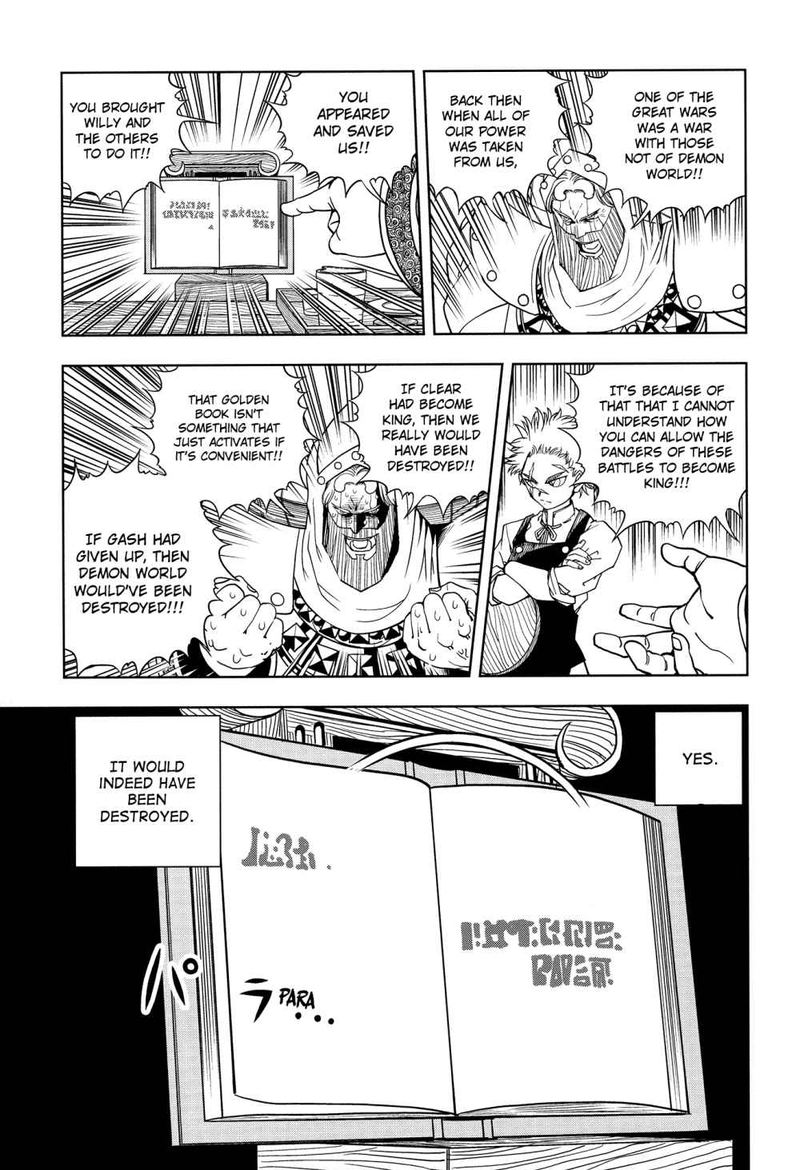 ONE OF THE
GREAT WARS
WAS A WAR
WITH THOSE
NOT OF DEMON
WORLD!!
BACK THEN
WHEN ALL OF
OUR POWER
WAS TAKEN
FROM US,
YOU
APPEARED
AND SAVED
US!!
YOU BROUGHT
WILLY AND
THE OTHERS
TO DO IT!!
IT'S BECAUSE OF
THAT THAT I CANNOT
UNDERSTAND HOW
YOU CAN ALLOW THE
DANGERS OF THESE
BATTLES TO BECOME
KING!!!
IF CLEAR
HAD BECOME
KING, THEN WE
REALLY WOULD
HAVE BEEN
DESTROYED!!
THAT GOLDEN
BOOK ISN'T
SOMETHING THAT
JUST ACTIVATES IF
IT'S CONVENIENT!!
IF GASH HAD
GIVEN UP, THEN
DEMON WORLD
WOULD'VE BEEN
DESTROYED!!!
YES.
IT WOULD
INDEED HAVE
BEEN
DESTROYED.
パ
ラ
PARA